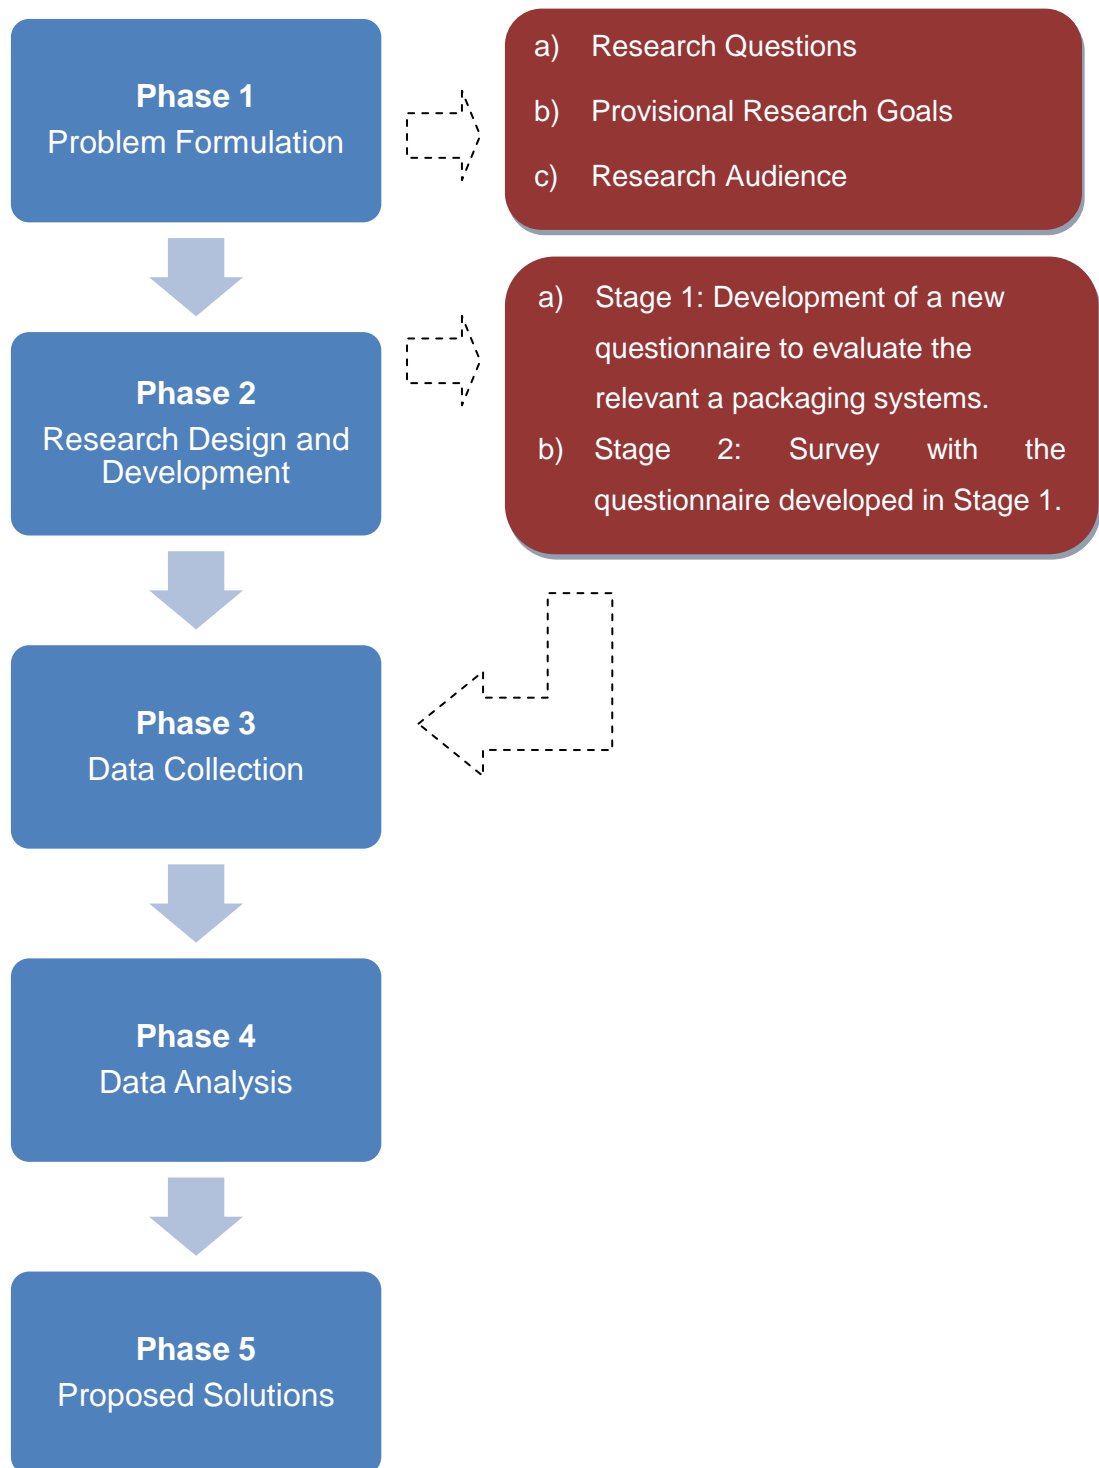 Phase 1
Problem Formulation
a) Research Questions
b) Provisional Research Goals
c) Research Audience
Phase 2
Research Design and
Development
a) Stage 1: Development of a new
questionnaire to evaluate the
relevant a packaging systems.
b) Stage 2: Survey with the
questionnaire developed in Stage 1.
Phase 3
Data Collection
Phase 4
Data Analysis
Phase 5
Proposed Solutions